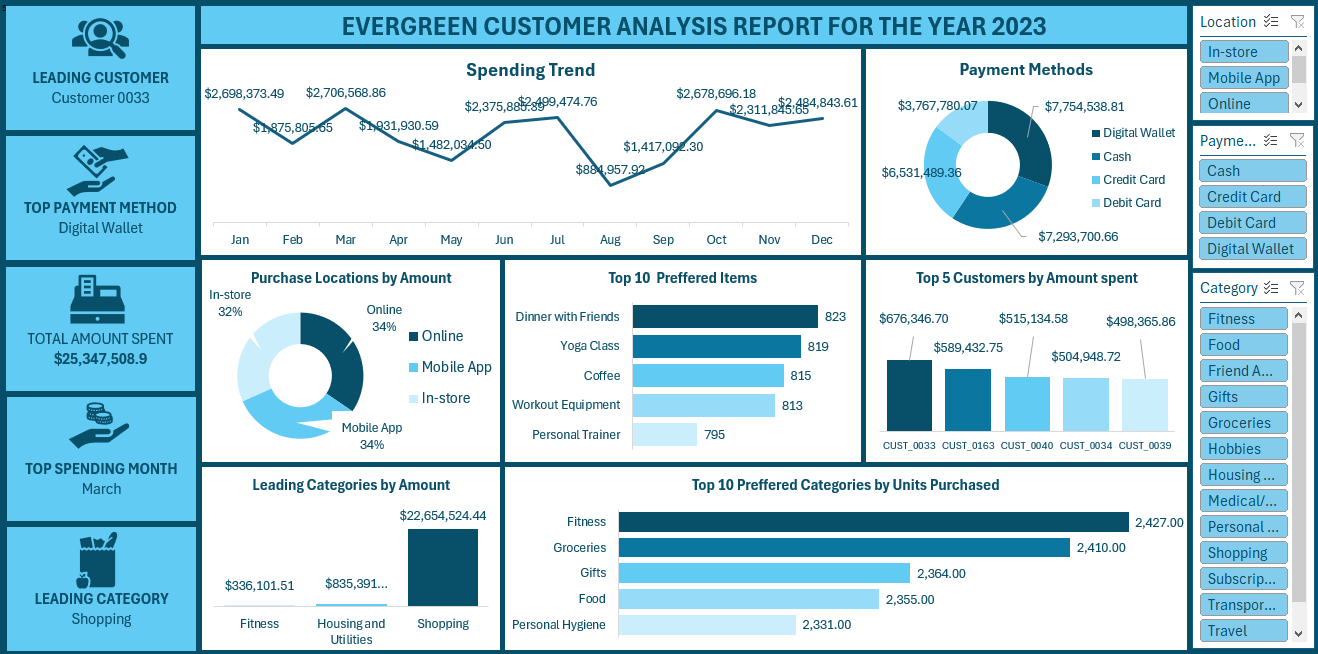 EVERGREEN CUSTOMER ANALYSIS REPORT FOR THE YEAR 2023
LEADING CUSTOMER
Customer 0033
TOP PAYMENT METHOD
Digital Wallet
TOTAL AMOUNT SPENT
$25,347,508.9
TOP SPENDING MONTH
March
LEADING CATEGORY
Shopping
Spending Trend
$2,698,373.49
$1,875,805.65
$2,706,568.86
$1,931,930.59
$1,482,034.50
$2,375,885.39
$2,499,474.76
$884,957.92
$1,417,092.30
$2,678,696.18
$2,311,845.65
$2,484,843.61
Jan Feb Mar Apr May Jun Jul Aug Sep Oct Nov Dec
Payment Methods
$3,767,780.07
$7,754,538.81
$6,531,489.36
$7,293,700.66
Digital Wallet
Cash
Credit Card
Debit Card
Purchase Locations by Amount
In-store
32%
Online
34%
Mobile App
34%
Online
Mobile App
In-store
Top 10 Preffered Items
Dinner with Friends 823
Yoga Class 819
Coffee 815
Workout Equipment 813
Personal Trainer 795
Top 5 Customers by Amount spent
$676,346.70
$589,432.75
$515,134.58
$504,948.72
$498,365.86
CUST_0033 CUST_0163 CUST_0040 CUST_0034 CUST_0039
Leading Categories by Amount
$336,101.51
$835,391...
$22,654,524.44
Fitness
Housing and
Utilities
Shopping
Top 10 Preffered Categories by Units Purchased
Fitness 2,427.00
Groceries 2,410.00
Gifts 2,364.00
Food 2,355.00
Personal Hygiene 2,331.00
Location
In-store
Mobile App
Online
Payme...
Cash
Credit Card
Debit Card
Digital Wallet
Category
Fitness
Food
Friend A...
Gifts
Groceries
Hobbies
Housing ...
Medical/...
Personal ...
Shopping
Subscrip...
Transpor...
Travel